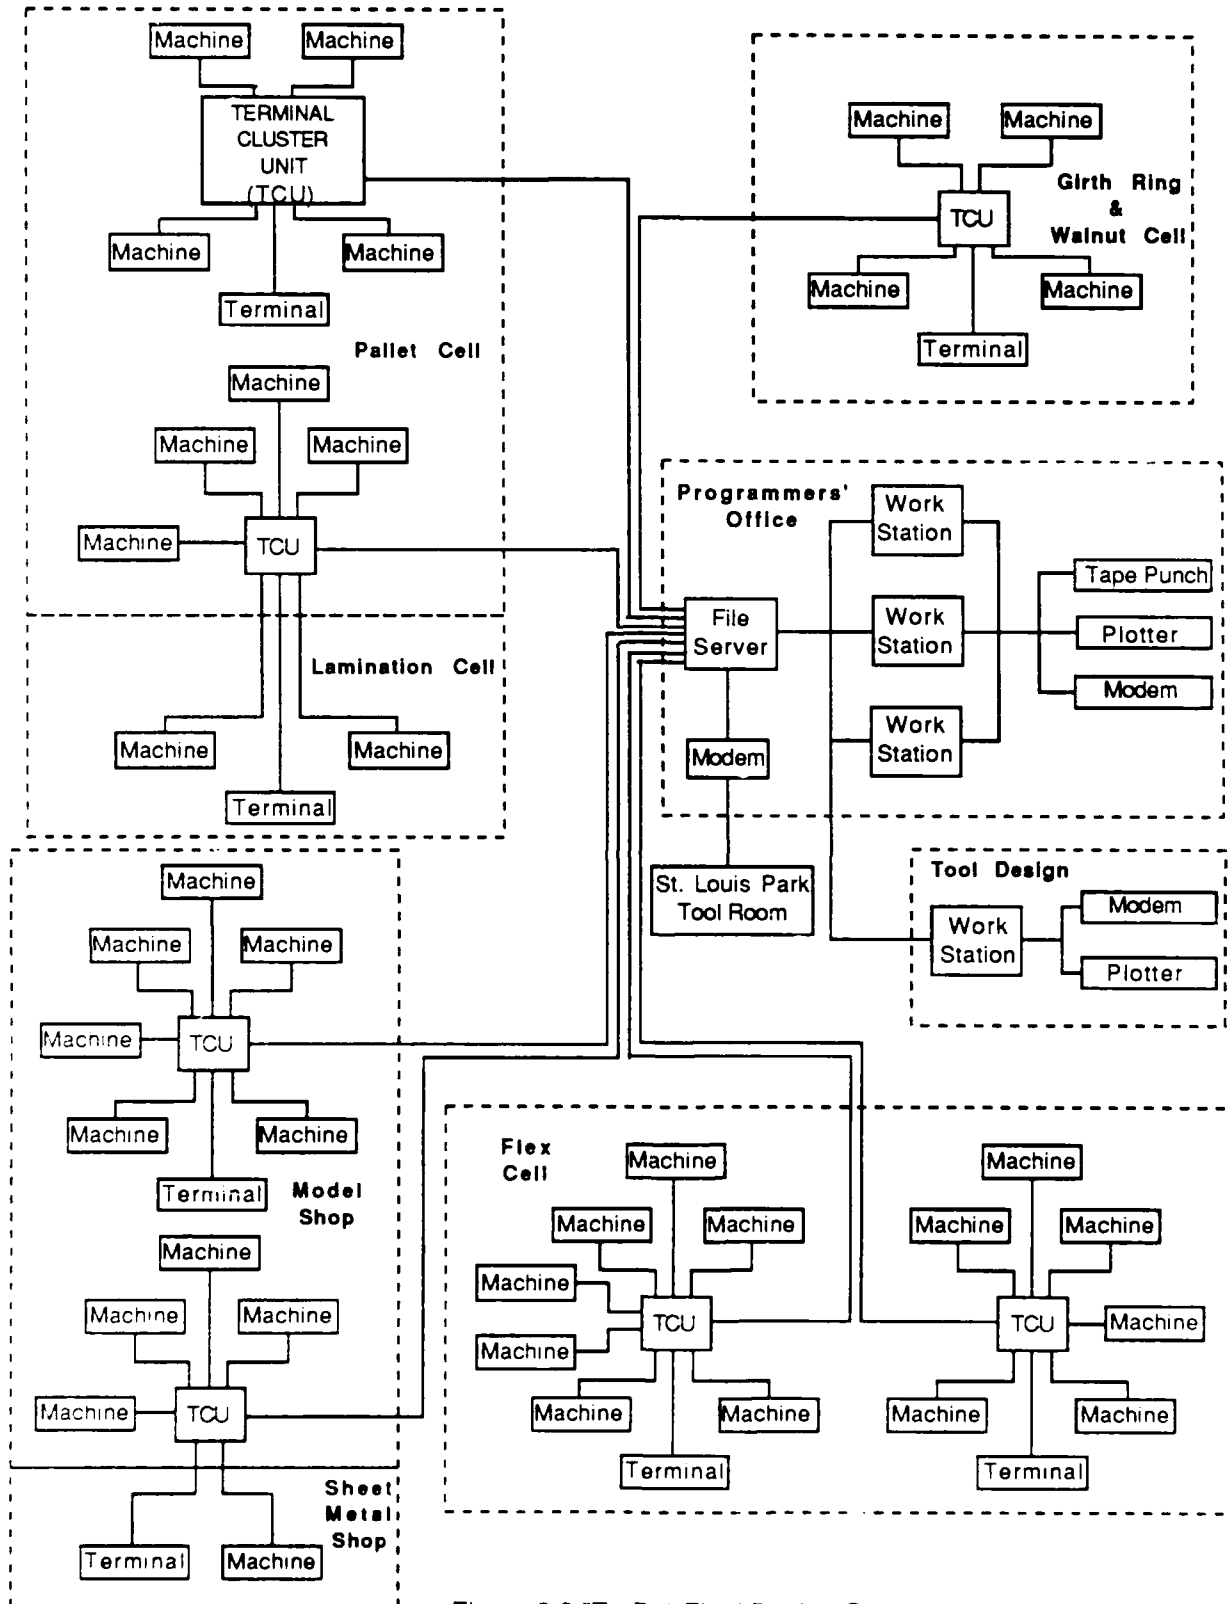 Machine
Machine
TERMINAL
CLUSTER
UNIT
(TCU)
Machine
Machine
Terminal
Pallet Cell
Machine
Machine
Machine
Machine
TCU
Lamination Cell
Machine
Machine
Terminal
Machine
Machine
Girth Ring
&
Walnut Cell
TCU
Machine
Machine
Terminal
Programmers'
Office
Work
Station
File
Server
Work
Station
Work
Station
Tape Punch
Plotter
Modem
Modem
St. Louis Park
Tool Room
Tool Design
Work
Station
Modem
Plotter
Machine
Machine
Machine
Machine
TCU
Machine
Machine
Terminal
Model
Shop
Machine
Machine
Machine
Machine
TCU
Sheet
Metal
Shop
Terminal
Machine
Flex
Cell
Machine
Machine
Machine
Machine
Machine
TCU
Machine
Machine
Terminal
Machine
Machine
Machine
TCU
Machine
Machine
Machine
Terminal